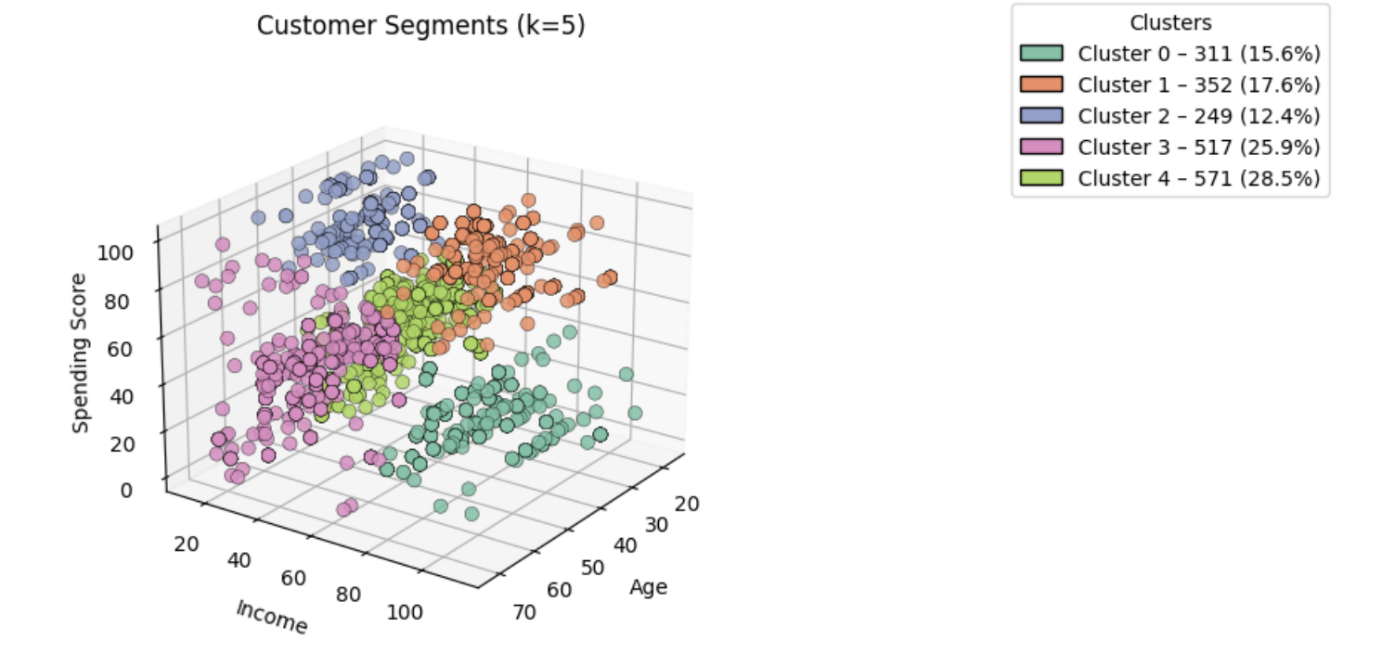 Customer Segments (k=5)
Clusters
Cluster 0 – 311 (15.6%)
Cluster 1 – 352 (17.6%)
Cluster 2 – 249 (12.4%)
Cluster 3 – 517 (25.9%)
Cluster 4 – 571 (28.5%)
Spending Score
100
80
60
40
20
0
20
40
60
80
100
Income
20
30
40
50
60
70
Age